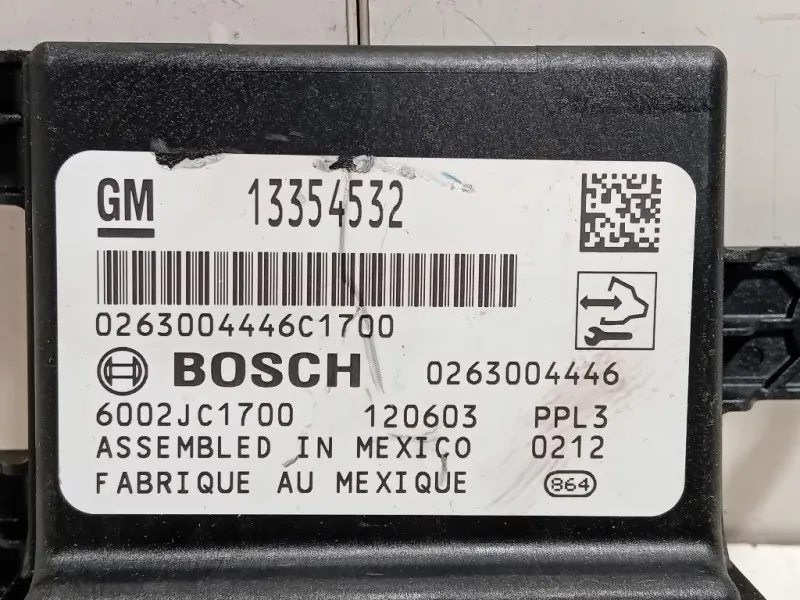 GM 13354532
0263004446C1700
BOSCH 0263004446
6002JC1700 120603 PPL3
ASSEMBLED IN MEXICO 0212
FABRIQUE AU MEXIQUE 864